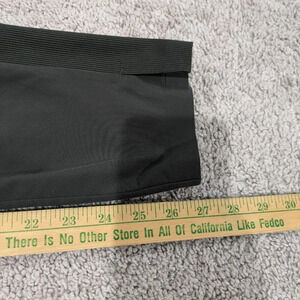 22 23 24 25 26 27 28 29 30
There Is No Other Store In All Of California Like Fedco